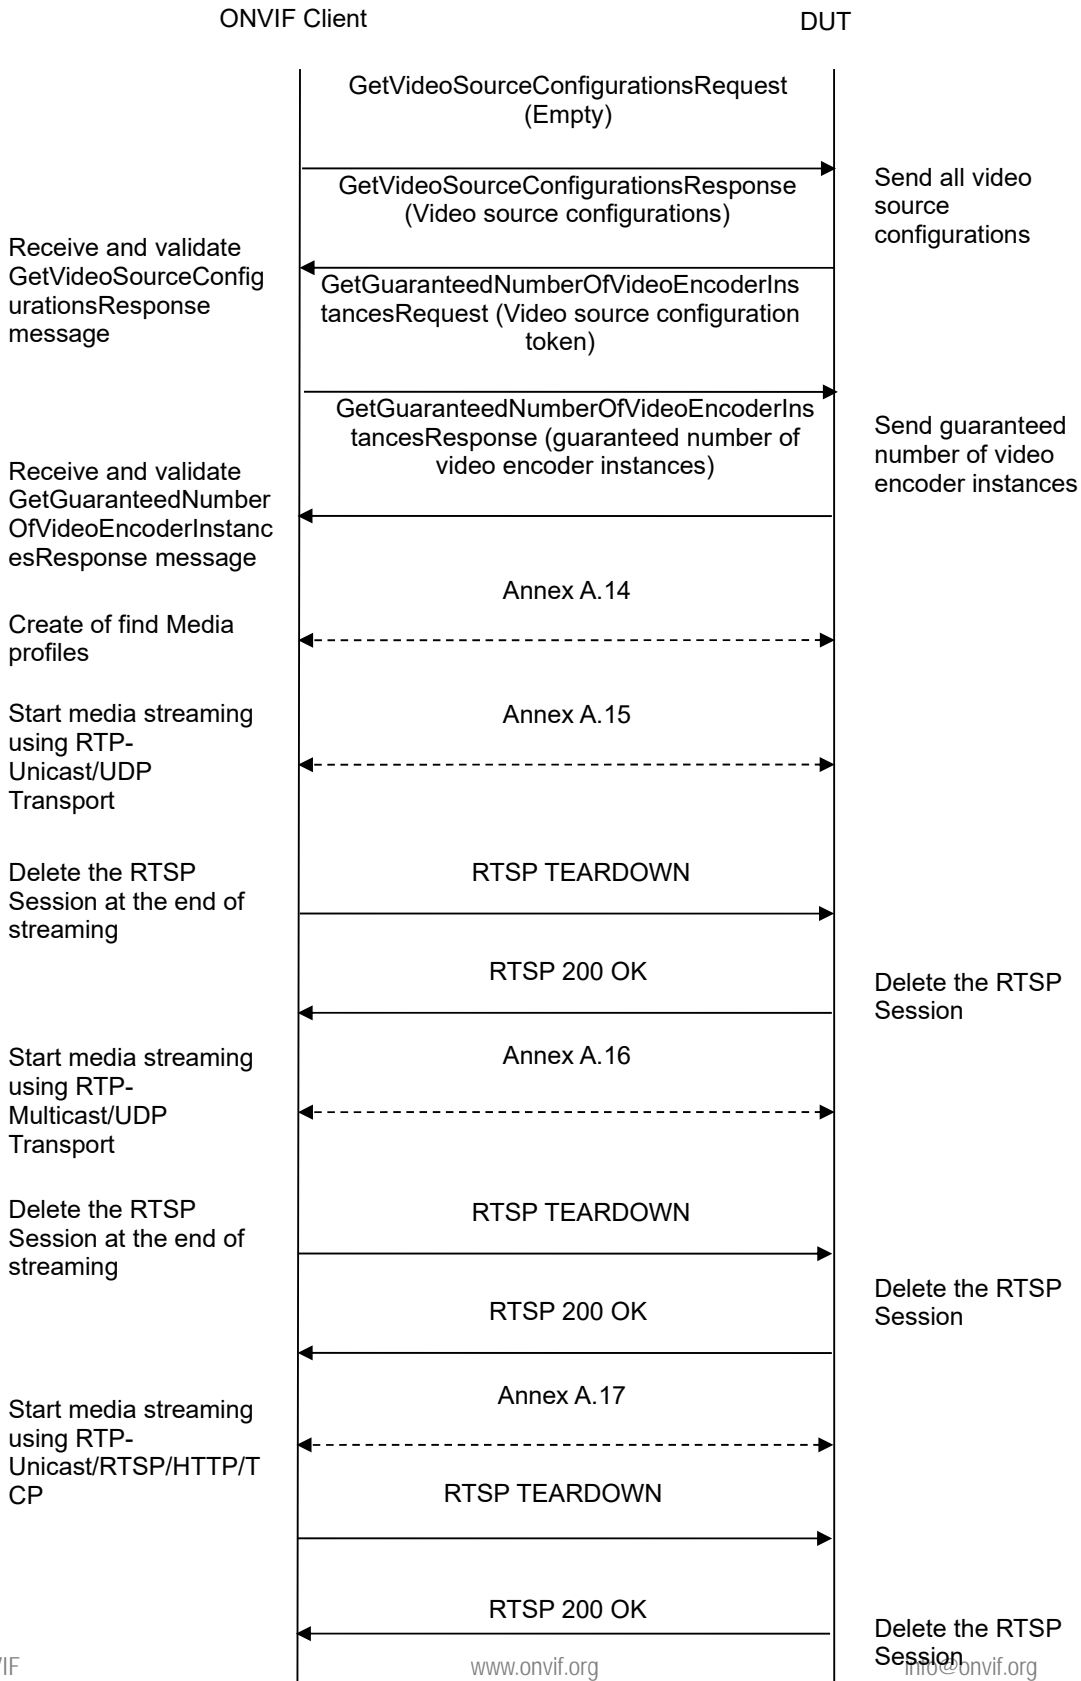 ONVIF Client
DUT
GetVideoSourceConfigurationsRequest
(Empty)
Send all video
source
configurations
GetVideoSourceConfigurationsResponse
(Video source configurations)
Receive and validate
GetVideoSourceConfig
urationsResponse
message
GetGuaranteedNumberOfVideoEncoderIns
tancesRequest (Video source configuration
token)
GetGuaranteedNumberOfVideoEncoderIns
tancesResponse (guaranteed number of
video encoder instances)
Send guaranteed
number of video
encoder instances
Receive and validate
GetGuaranteedNumber
OfVideoEncoderInstanc
esResponse message
Annex A.14
Create of find Media
profiles
Annex A.15
Start media streaming
using RTP-
Unicast/UDP
Transport
Delete the RTSP
Session at the end of
streaming
RTSP TEARDOWN
RTSP 200 OK
Delete the RTSP
Session
Annex A.16
Start media streaming
using RTP-
Multicast/UDP
Transport
Delete the RTSP
Session at the end of
streaming
RTSP TEARDOWN
Delete the RTSP
Session
RTSP 200 OK
Annex A.17
Start media streaming
using RTP-
Unicast/RTSP/HTTP/T
CP
RTSP TEARDOWN
RTSP 200 OK
Delete the RTSP
Session
www.onvif.org
info@onvif.org